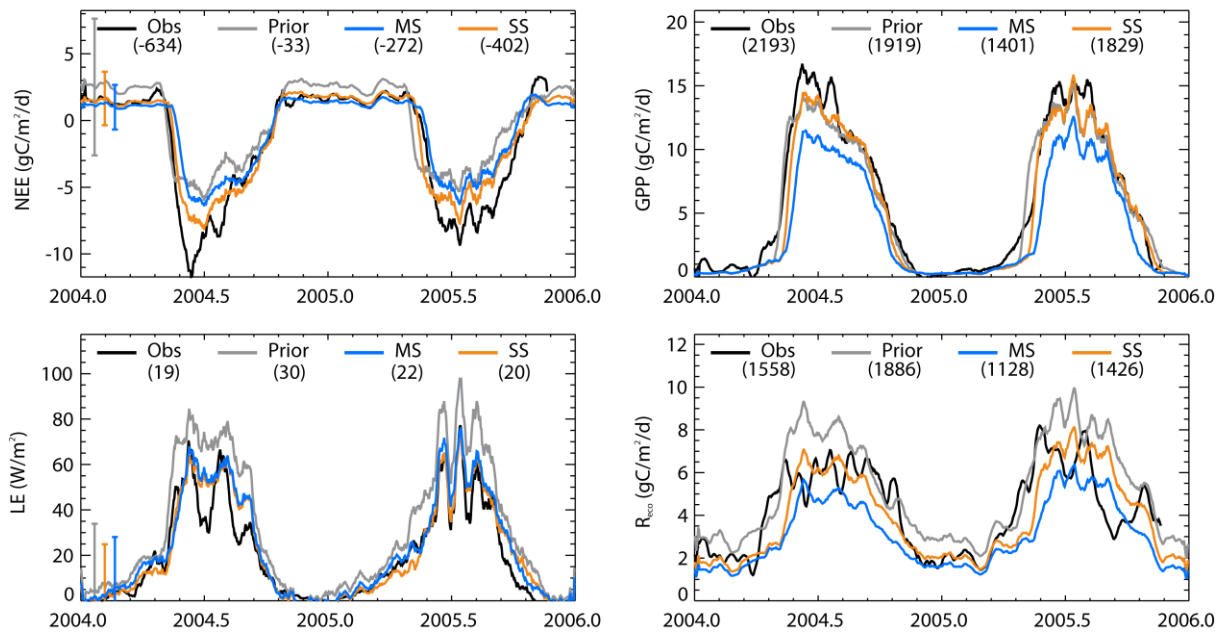 Obs Prior MS SS
(-634) (-33) (-272) (-402)
5
0
-5
-10
NEE (gC/m²/d)
2004.0 2004.5 2005.0 2005.5 2006.0
Obs Prior MS SS
(2193) (1919) (1401) (1829)
20
15
10
5
0
GPP (gC/m²/d)
2004.0 2004.5 2005.0 2005.5 2006.0
Obs Prior MS SS
(19) (30) (22) (20)
100
80
60
40
20
0
LE (W/m²)
2004.0 2004.5 2005.0 2005.5 2006.0
Obs Prior MS SS
(1558) (1886) (1128) (1426)
12
10
8
6
4
2
0
Reco (gC/m²/d)
2004.0 2004.5 2005.0 2005.5 2006.0